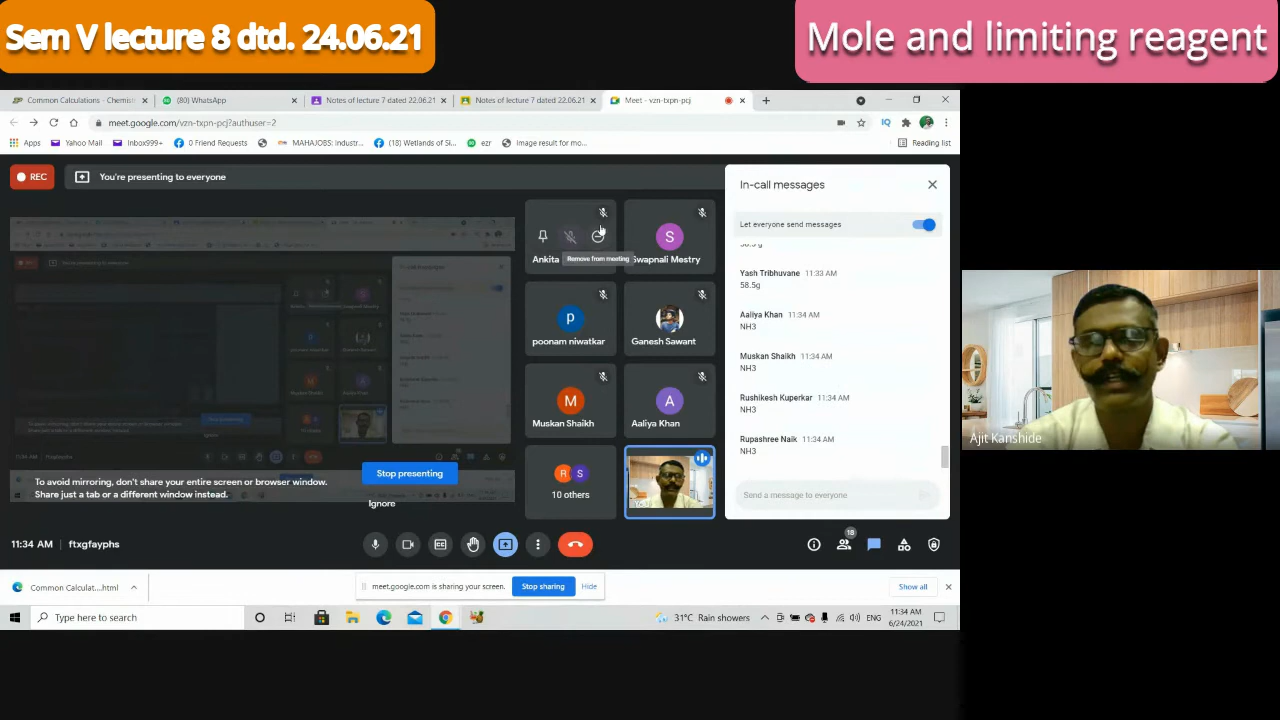 Sem V lecture 8 dtd. 24.06.21
Mole and limiting reagent
Common Calculations - Chemist
(80) WhatsApp
Notes of lecture 7 dated 22.06.21
Notes of lecture 7 dated 22.06.21
Meet - vzn-txpn-pcj
meet.google.com/vzn-txpn-pcj?authuser=2
Apps
Yahoo Mail
Inbox999+
0 Friend Requests
MAHAJOBS: Industr...
(18) Wetlands of Si...
ezr
Image result for mo...
Reading list
REC
You're presenting to everyone
Ankita
Remove from meeting
Swapnali Mestry
poonam niwatkar
Ganesh Sawant
Muskan Shaikh
Aaliya Khan
10 others
To avoid mirroring, don't share your entire screen or browser window.
Share just a tab or a different window instead.
Stop presenting
Ignore
In-call messages
Let everyone send messages
Yash Tribhuvane 11:33 AM
58.5g
Aaliya Khan 11:34 AM
NH3
Muskan Shaikh 11:34 AM
NH3
Rushikesh Kuperkar 11:34 AM
NH3
Rupashree Naik 11:34 AM
NH3
Send a message to everyone
Ajit Kanshide
11:34 AM | ftxgfayphs
18
Common Calculat....html
meet.google.com is sharing your screen.
Stop sharing
Hide
Show all
Type here to search
31°C Rain showers
ENG
11:34 AM
6/24/2021